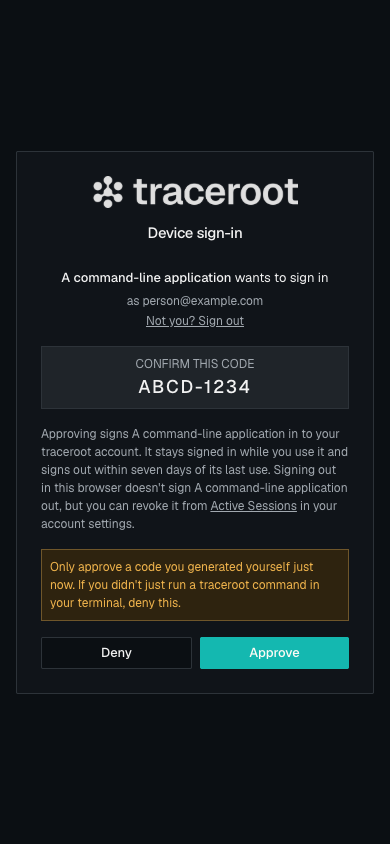 traceroot
Device sign-in
A command-line application wants to sign in
as person@example.com
Not you? Sign out
CONFIRM THIS CODE
ABCD-1234
Approving signs A command-line application in to your
traceroot account. It stays signed in while you use it and
signs out within seven days of its last use. Signing out
in this browser doesn't sign A command-line application
out, but you can revoke it from Active Sessions in your
account settings.
Only approve a code you generated yourself just
now. If you didn't just run a traceroot command in
your terminal, deny this.
Deny
Approve